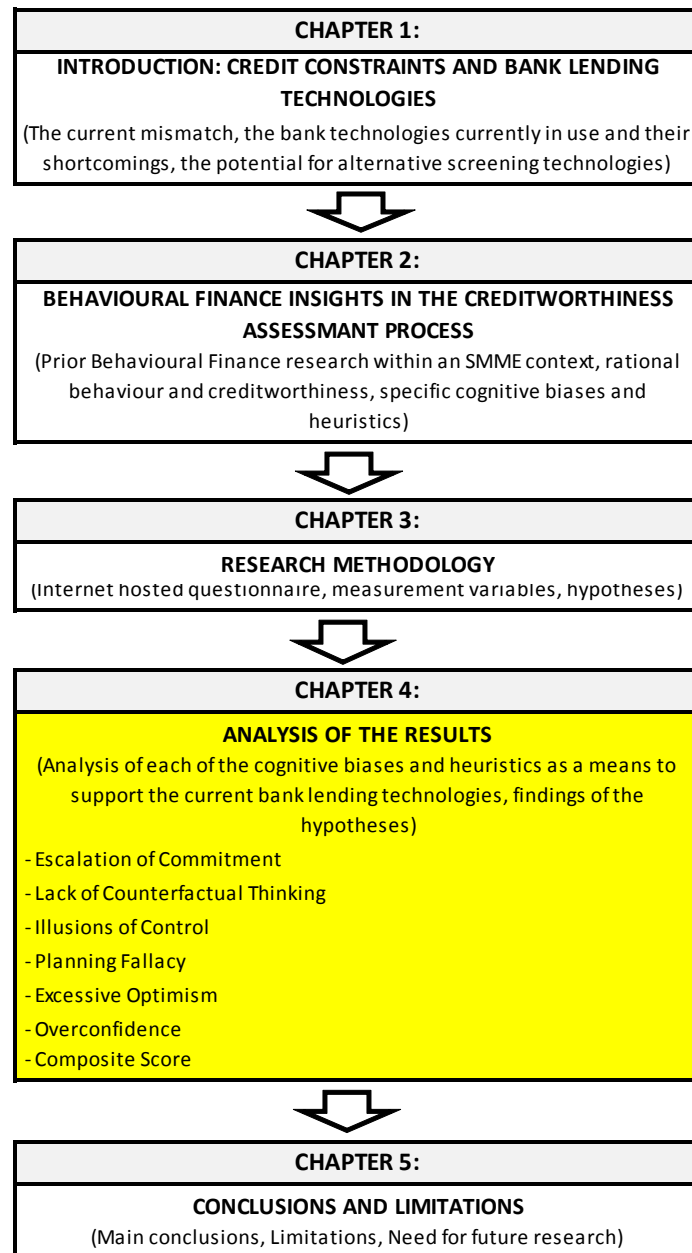 CHAPTER 1:
INTRODUCTION: CREDIT CONSTRAINTS AND BANK LENDING
TECHNOLOGIES
(The current mismatch, the bank technologies currently in use and their
shortcomings, the potential for alternative screening technologies)
CHAPTER 2:
BEHAVIOURAL FINANCE INSIGHTS IN THE CREDITWORTHINESS
ASSESSMANT PROCESS
(Prior Behavioural Finance research within an SMME context, rational
behaviour and creditworthiness, specific cognitive biases and
heuristics)
CHAPTER 3:
RESEARCH METHODOLOGY
(Internet hosted questionnaire, measurement variables, hypotheses)
CHAPTER 4:
ANALYSIS OF THE RESULTS
(Analysis of each of the cognitive biases and heuristics as a means to
support the current bank lending technologies, findings of the
hypotheses)
- Escalation of Commitment
- Lack of Counterfactual Thinking
- Illusions of Control
- Planning Fallacy
- Excessive Optimism
- Overconfidence
- Composite Score
CHAPTER 5:
CONCLUSIONS AND LIMITATIONS
(Main conclusions, Limitations, Need for future research)